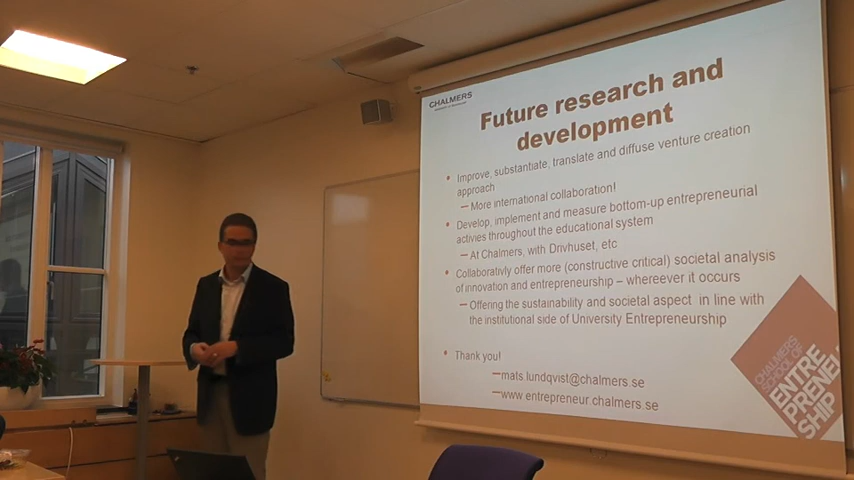 CHALMERS
Future research and
development
• Improve, substantiate, translate and diffuse venture creation
approach
– More international collaboration!
• Develop, implement and measure bottom-up entrepreneurial
activies throughout the educational system
– At Chalmers, with Drivhuset, etc
• Collaborativly offer more (constructive critical) societal analysis
of innovation and entrepreneurship – whereever it occurs
– Offering the sustainability and societal aspect in line with
the institutional side of University Entrepreneurship
• Thank you!
– mats.lundqvist@chalmers.se
– www.entrepreneur.chalmers.se
CHALMERS
SCHOOL OF
ENTRE
PRENEUR
SHIP